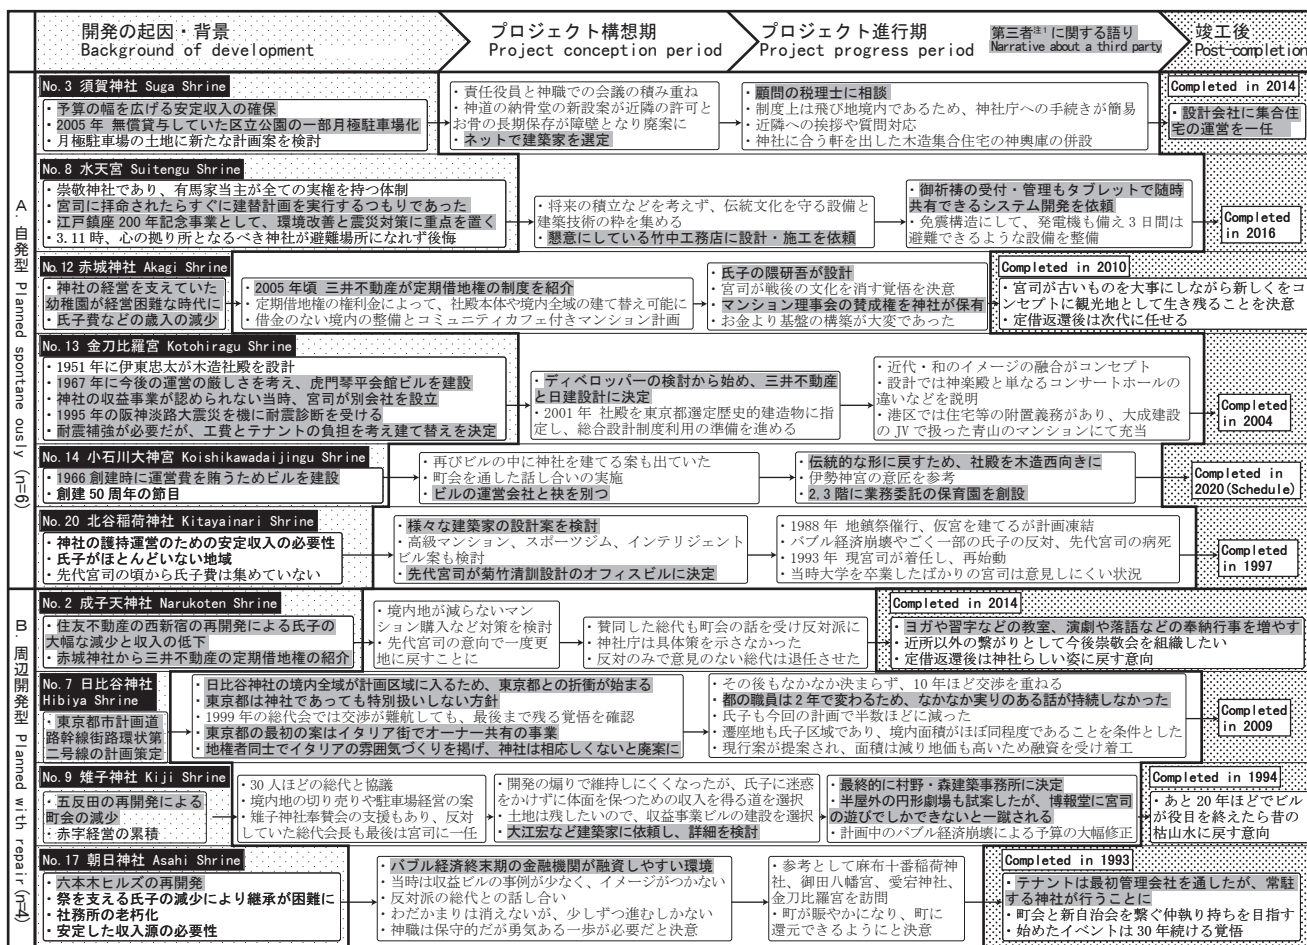 開発の起因・背景
Background of development
プロジェクト構想期
Project conception period
プロジェクト進行期
Project progress period
第三者注1に関する語り
Narrative about a third party
竣工後
Post-completion
A. 自発型 Planned spontaneously (n=6)
No.3 須賀神社 Suga Shrine
・予算の幅を広げる安定収入の確保
・2005年 無償貸与していた区立公園の一部月極駐車場化
・月極駐車場の土地に新たな計画案を検討
・責任役員と神職での会議の積み重ね
・神道の納骨堂の新設案が近隣の許可と
お骨の長期保存が障壁となり廃案に
・ネットで建築家を選定
・顧問の税理士に相談
・制度上は飛び地境内であるため、神社庁への手続きが簡易
・近隣への挨拶や質問対応
・神社に合う軒を出した木造集合住宅の神輿庫の併設
Completed in 2014
・設計会社に集合住
宅の運営を一任
No.8 水天宮 Suitengu Shrine
・崇敬神社であり、有馬家当主が全ての実権を持つ体制
・宮司に拝命されたらすぐに建替計画を実行するつもりであった
・江戸鎮座200年記念事業として、環境改善と震災対策に重点を置く
・3.11時、心の拠り所となるべき神社が避難場所になれず後悔
・将来の積立などを考えず、伝統文化を守る設備と
建築技術の粋を集める
・懇意にしている竹中工務店に設計・施工を依頼
・御祈祷の受付・管理もタブレットで随時
共有できるシステム開発を依頼
・免震構造にして、発電機も備え3日間は
避難できるような設備を整備
Completed
in 2016
No.12 赤城神社 Akagi Shrine
・神社の経営を支えていた
幼稚園が経営困難な時代に
・氏子費などの歳入の減少
・2005年頃 三井不動産が定期借地権の制度を紹介
・定期借地権の権利金によって、社殿本体や境内全域の建て替え可能に
・借金のない境内の整備とコミュニティカフェ付きマンション計画
・氏子の隈研吾が設計
・宮司が戦後の文化を消す覚悟を決意
・マンション理事会の賛成権を神社が保有
・お金より基盤の構築が大変であった
Completed in 2010
・宮司が古いものを大事にしながら新しくをコ
ンセプトに観光地として生き残ることを決意
・定借返還後は次代に任せる
No.13 金刀比羅宮 Kotohiragu Shrine
・1951年に伊東忠太が木造社殿を設計
・1967年に今後の運営の厳しさを考え、虎門琴平会館ビルを建設
・神社の収益事業が認められない当時、宮司が別会社を設立
・1995年の阪神淡路大震災を機に耐震診断を受ける
・耐震補強が必要だが、工費とテナントの負担を考え建て替えを決定
・ディベロッパーの検討から始め、三井不動産
と日建設計に決定
・2001年 社殿を東京都選定歴史的建造物に指
定し、総合設計制度利用の準備を進める
・近代・和のイメージの融合がコンセプト
・設計では神楽殿と単なるコンサートホールの
違いなどを説明
・港区では住宅等の附置義務があり、大成建設
のJVで扱った青山のマンションにて充当
Completed
in 2004
No.14 小石川大神宮 Koishikawadaijingu Shrine
・1966創建時に運営費を賄うためビルを建設
・創建50周年の節目
・再びビルの中に神社を建てる案も出ていた
・町会を通した話し合いの実施
・ビルの運営会社と袂を別つ
・伝統的な形に戻すため、社殿を木造西向きに
・伊勢神宮の意匠を参考
・2,3階に業務委託の保育園を創設
Completed in
2020(Schedule)
No.20 北谷稲荷神社 Kitayainari Shrine
・神社の護持運営のための安定収入の必要性
・氏子がほとんどいない地域
・先代宮司の頃から氏子費は集めていない
・様々な建築家の設計案を検討
・高級マンション、スポーツジム、インテリジェント
ビル案も検討
・先代宮司が菊竹清訓設計のオフィスビルに決定
・1988年 地鎮祭催行、仮宮を建てるが計画凍結
・バブル経済崩壊やごく一部の氏子の反対、先代宮司の病死
・1993年 現宮司が着任し、再始動
・当時大学を卒業したばかりの宮司は意見しにくい状況
Completed
in 1997
B. 周辺開発型 Planned with repair (n=4)
No.2 成子天神社 Narukoten Shrine
・住友不動産の西新宿の再開発による氏子の
大幅な減少と収入の低下
・赤城神社から三井不動産の定期借地権の紹介
・境内地が減らないマン
ション購入など対策を検討
・先代宮司の意向で一度更
地に戻すことに
・賛同した総代も町会の話を受け反対派に
・神社庁は具体策を示さなかった
・反対のみで意見のない総代は退任させた
Completed in 2014
・ヨガや習字などの教室、演劇や落語などの奉納行事を増やす
・近所以外の繋がりとして今後崇敬会を組織したい
・定借返還後は神社らしい姿に戻す意向
No.7 日比谷神社
Hibiya Shrine
・東京都市計画道
路幹線街路環状第
二号線の計画策定
・日比谷神社の境内全域が計画区域に入るため、東京都との折衝が始まる
・東京都は神社であっても特別扱いしない方針
・1999年の総代会では交渉が難航しても、最後まで残る覚悟を確認
・東京都の最初の案はイタリア街でオーナー共有の事業
・地権者同士でイタリアの雰囲気づくりを掲げ、神社は相応しくないと廃案に
・その後もなかなか決まらず、10年ほど交渉を重ねる
・都の職員は2年で変わるため、なかなか実りのある話が持続しなかった
・氏子も今回の計画で半数ほどに減った
・遷座地も氏子区域であり、境内面積がほぼ同程度であることを条件とした
・現行案が提案され、面積は減り地価も高いため融資を受け着工
Completed
in 2009
No.9 雉子神社 Kiji Shrine
・五反田の再開発による
町会の減少
・赤字経営の累積
・30人ほどの総代と協議
・境内地の切り売りや駐車場経営の案
・雉子神社奉賛会の支援もあり、反対
していた総代会長も最後は宮司に一任
・開発の煽りで維持しにくくなったが、氏子に迷惑
をかけずに体面を保つための収入を得る道を選択
・土地は残したいので、収益事業ビルの建設を選択
・大江宏など建築家に依頼し、詳細を検討
・最終的に村野・森建築事務所に決定
・半屋外の円形劇場も試案したが、博報堂に宮司
の遊びでしかできないと一蹴される
・計画中のバブル経済崩壊による予算の大幅修正
Completed in 1994
・あと20年ほどでビル
が役目を終えたら昔の
枯山水に戻す意向
No.17 朝日神社 Asahi Shrine
・六本木ヒルズの再開発
・祭を支える氏子の減少により継承が困難に
・社務所の老朽化
・安定した収入源の必要性
・バブル経済終末期の金融機関が融資しやすい環境
・当時は収益ビルの事例が少なく、イメージがつかない
・反対派の総代との話し合い
・わだかまりは消えないが、少しずつ進むしかない
・神職は保守的だが勇気ある一歩が必要だと決意
・参考として麻布十番稲荷神
社、御田八幡宮、愛宕神社、
金刀比羅宮を訪問
・町が賑やかになり、町に
還元できるようにと決意
Completed in 1993
・テナントは最初管理会社を通したが、常駐
する神社が行うことに
・町会と新自治会を繋ぐ仲執り持ちを目指す
・始めたイベントは30年続ける覚悟